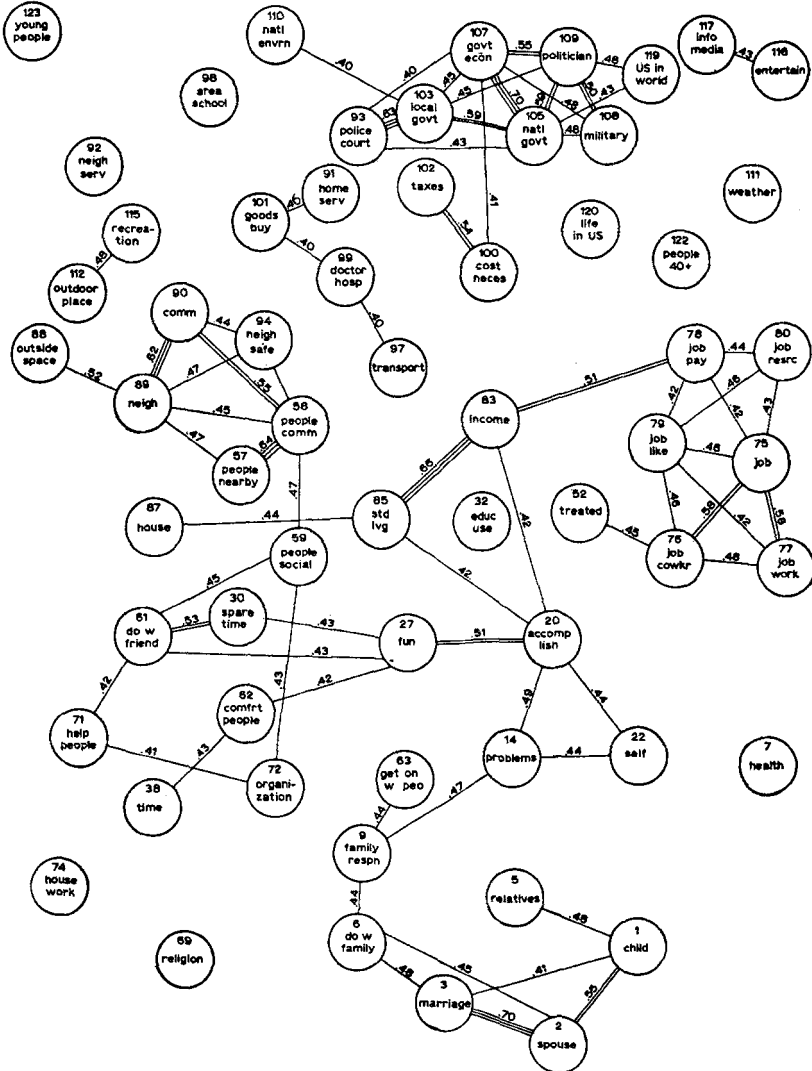 123
young
people
110
natl
envrn
107
govt
econ
109
politician
117
info
media
116
entertain
119
US in
world
98
area
school
103
local
govt
93
police
court
105
natl
govt
108
military
.40
.40
.45
.45
.55
.48
.43
.70
.48
.43
.63
.59
.48
.43
.41
92
neigh
serv
91
home
serv
102
taxes
111
weather
101
goods
buy
.40
115
recrea-
tion
120
life
in US
122
people
40+
.54
.40
99
doctor
hosp
100
cost
neces
.48
112
outdoor
place
.40
97
transport
90
comm
94
neigh
safe
.44
88
outside
space
.52
.62
.47
.55
89
neigh
.45
58
people
comm
.47
.64
57
people
nearby
78
job
pay
80
job
resrc
.44
.51
83
income
.42
.46
.42
.43
79
job
like
.46
75
job
.46
.58
.42
.58
76
job
cowkr
.46
77
job
work
52
treated
.45
.47
87
house
.44
85
std
lvg
.66
32
educ
use
.42
.42
59
people
social
.45
61
do w
friend
.53
30
spare
time
.43
27
fun
.51
20
accomp
lish
.43
.42
.43
.42
62
comfrt
people
71
help
people
.41
.43
38
time
72
organi-
zation
.49
.44
14
problems
.44
22
self
7
health
63
get on
w peo
.47
.44
9
family
respn
.44
74
house
work
69
religion
5
relatives
.48
1
child
6
do w
family
.45
.48
.41
3
marriage
.55
.70
2
spouse